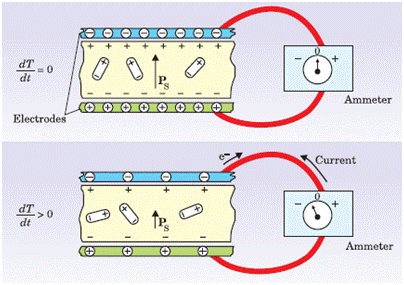 ⊖ ⊖ ⊖ ⊖ ⊖ ⊖ ⊖ ⊖
+ + + + + + + +
dT/dt = 0
P_S
− − − − − − − −
⊕ ⊕ ⊕ ⊕ ⊕ ⊕ ⊕ ⊕
Electrodes
− 0 +
Ammeter
e−
Current
⊖ ⊖ ⊖ ⊖
+ + + +
dT/dt > 0
P_S
− − − −
⊕ ⊕ ⊕ ⊕
− 0 +
Ammeter